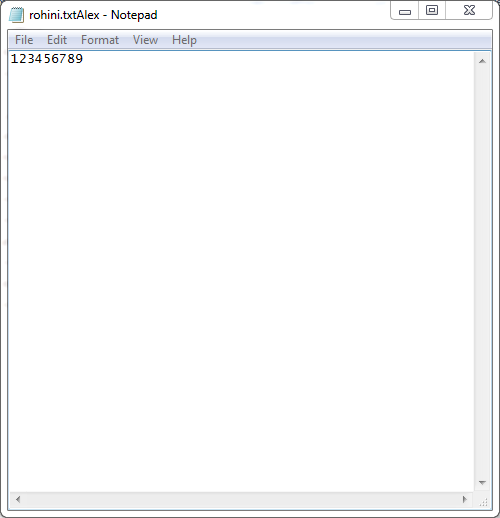 rohini.txtAlex - Notepad
File Edit Format View Help
123456789